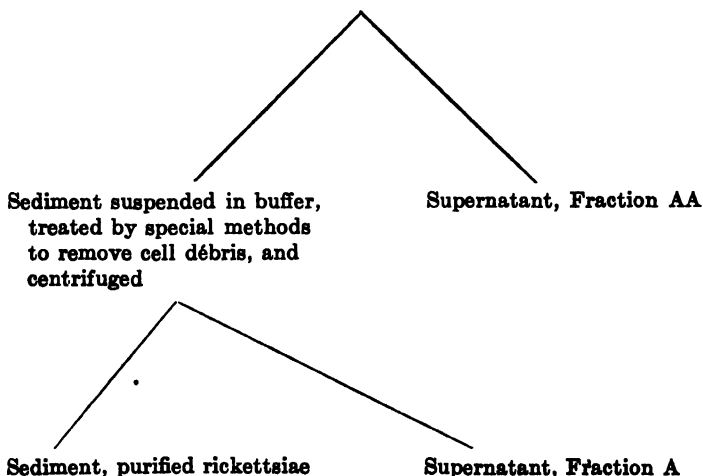 Sediment suspended in buffer,
treated by special methods
to remove cell débris, and
centrifuged
Supernatant, Fraction AA
Sediment, purified rickettsiae
Supernatant, Fraction A